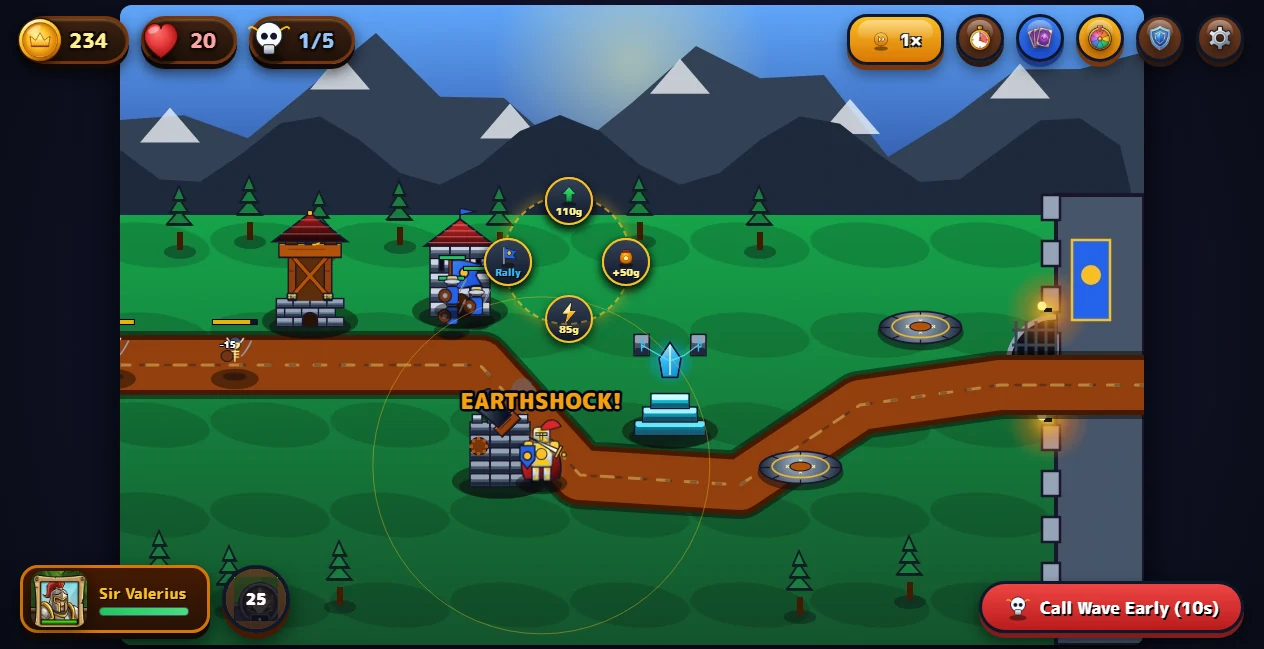 234
20
1/5
1x
110g
Rally
+50g
85g
-15
EARTHSHOCK!
Sir Valerius
25
Call Wave Early (10s)